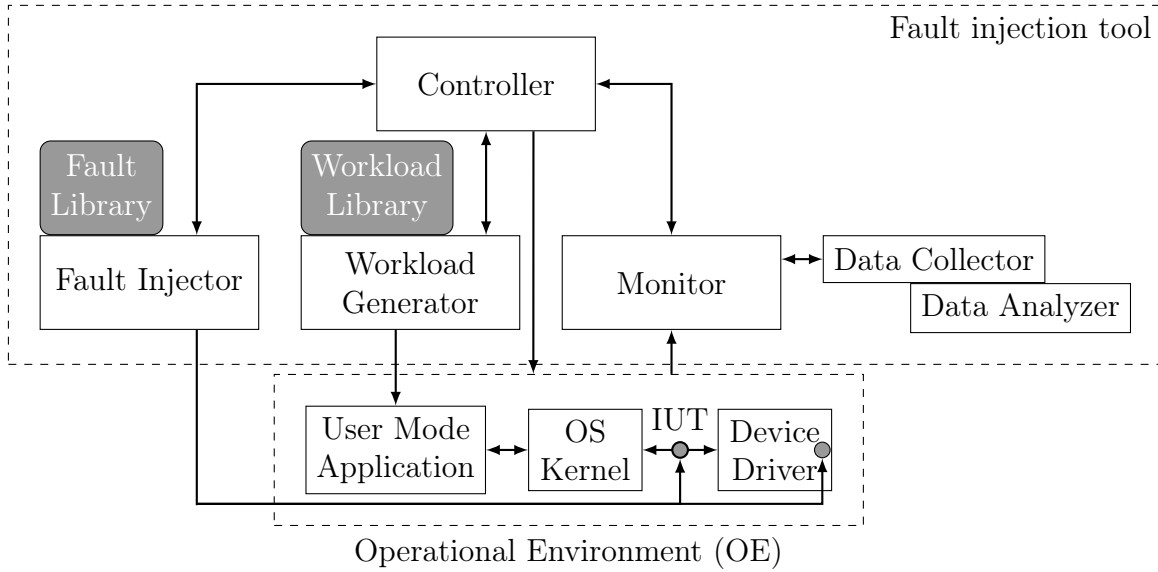 Fault injection tool
Controller
Fault
Library
Workload
Library
Fault Injector
Workload
Generator
Monitor
Data Collector
Data Analyzer
User Mode
Application
OS
Kernel
IUT
Device
Driver
Operational Environment (OE)